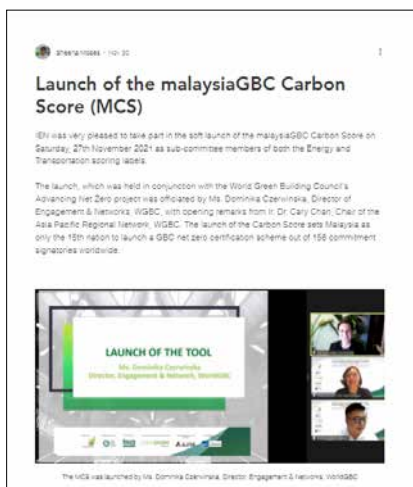 Sheena Moses • Nov 30
Launch of the malaysiaGBC Carbon
Score (MCS)
IEN was very pleased to take part in the soft launch of the malaysiaGBC Carbon Score on
Saturday, 27th November 2021 as sub-committee members of both the Energy and
Transportation scoring labels.
The launch, which was held in conjunction with the World Green Building Council's
Advancing Net Zero project was officiated by Ms. Dominika Czerwinska, Director of
Engagement & Networks, WGBC, with opening remarks from Ir. Dr. Cary Chan, Chair of the
Asia Pacific Regional Network, WGBC. The launch of the Carbon Score sets Malaysia as
only the 15th nation to launch a GBC net zero certification scheme out of 156 commitment
signatories worldwide.
LAUNCH OF THE TOOL
Ms. Dominika Czerwinska
Director, Engagement & Network, WorldGBC
The MCS was launched by Ms. Dominika Czerwinska, Director, Engagement & Networks, WorldGBC